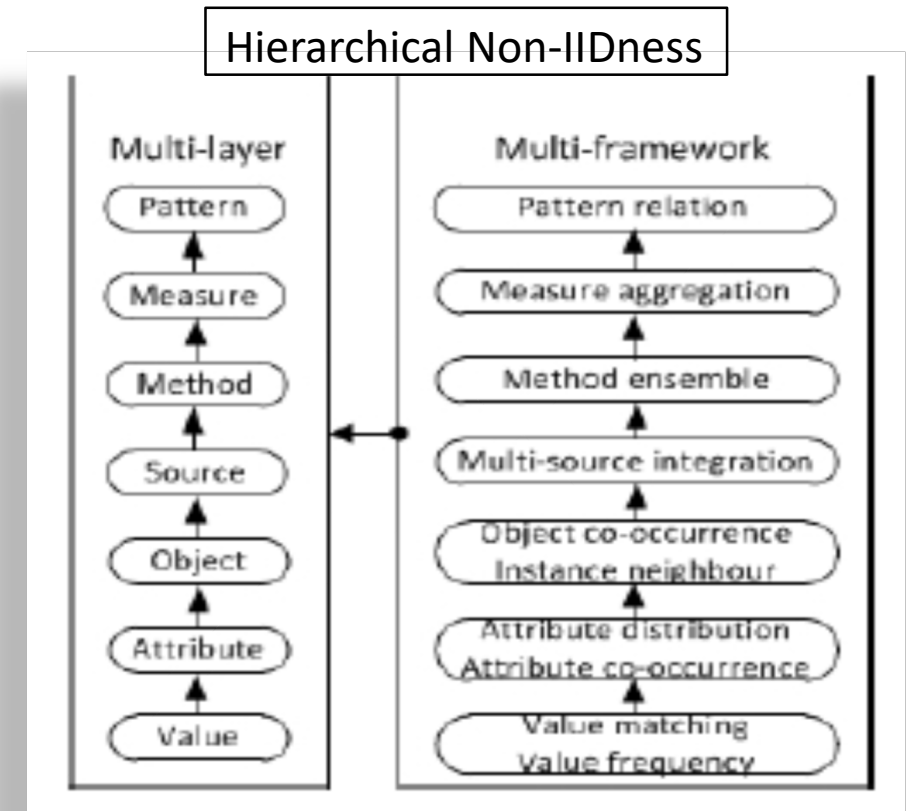 Hierarchical Non-IIDness
Multi-layer
Pattern
Measure
Method
Source
Object
Attribute
Value
Multi-framework
Pattern relation
Measure aggregation
Method ensemble
Multi-source integration
Object co-occurrence
Instance neighbour
Attribute distribution
Attribute co-occurrence
Value matching
Value frequency